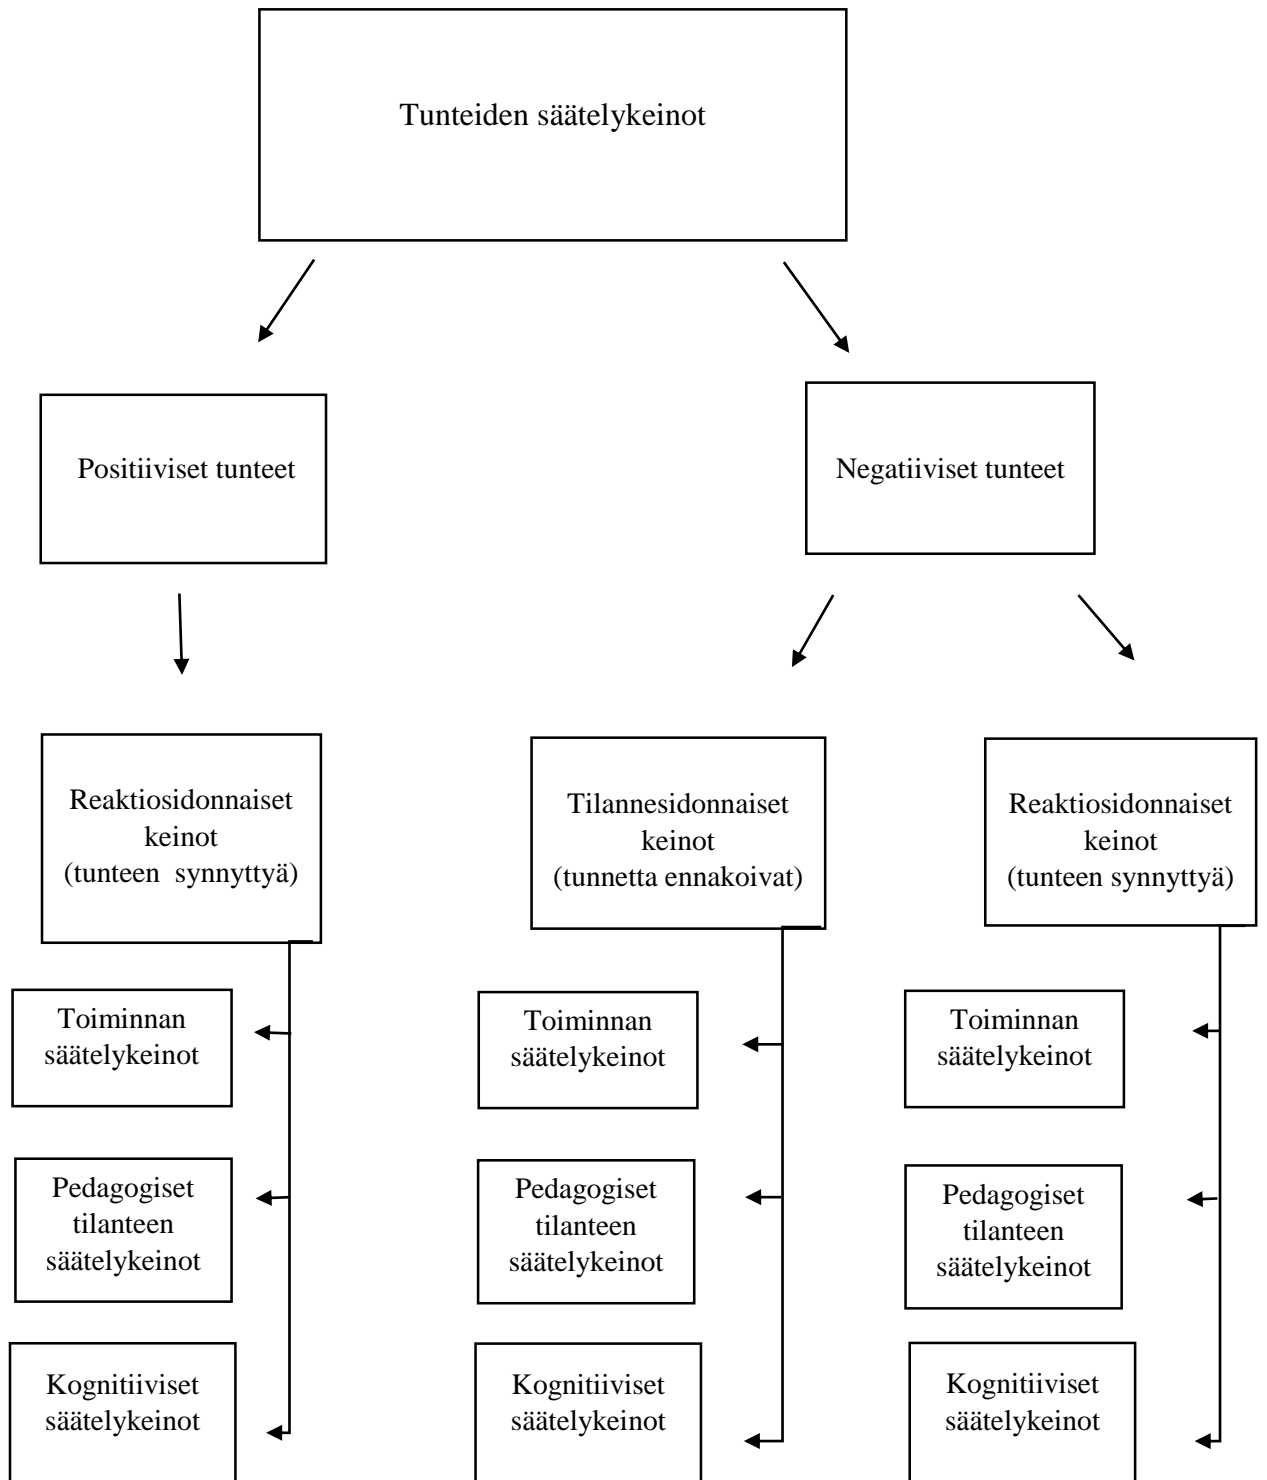 Tunteiden säätelykeinot
Positiiviset tunteet
Negatiiviset tunteet
Reaktiosidonnaiset
keinot
(tunteen synnyttyä)
Tilannesidonnaiset
keinot
(tunnetta ennakoivat)
Reaktiosidonnaiset
keinot
(tunteen synnyttyä)
Toiminnan
säätelykeinot
Toiminnan
säätelykeinot
Toiminnan
säätelykeinot
Pedagogiset
tilanteen
säätelykeinot
Pedagogiset
tilanteen
säätelykeinot
Pedagogiset
tilanteen
säätelykeinot
Kognitiiviset
säätelykeinot
Kognitiiviset
säätelykeinot
Kognitiiviset
säätelykeinot